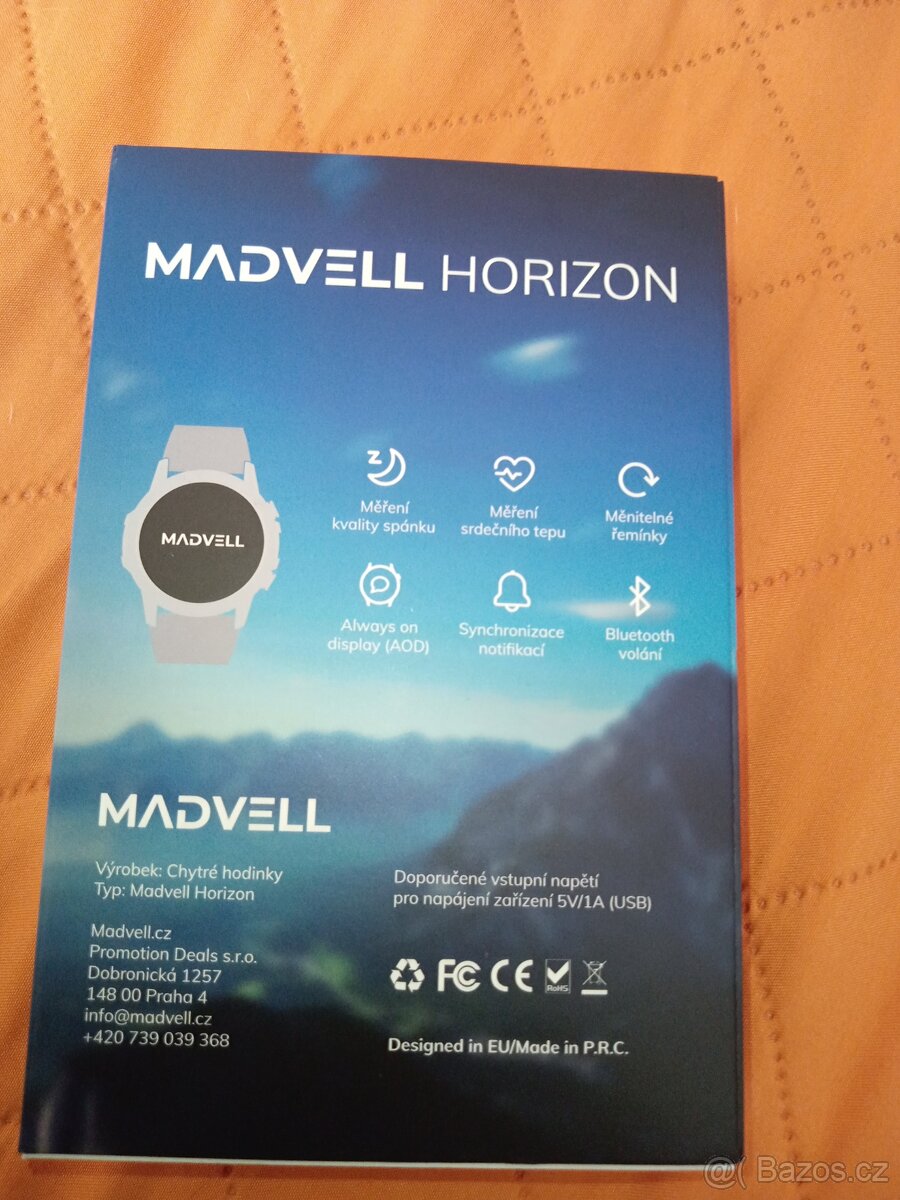 MADVELL HORIZON
MADVELL
Měření
kvality spánku
Měření
srdečního tepu
Měnitelné
řemínky
Always on
display (AOD)
Synchronizace
notifikací
Bluetooth
volání
MADVELL
Výrobek: Chytré hodinky
Typ: Madvell Horizon
Madvell.cz
Promotion Deals s.r.o.
Dobronická 1257
148 00 Praha 4
info@madvell.cz
+420 739 039 368
Doporučené vstupní napětí
pro napájení zařízení 5V/1A (USB)
FC CE RoHS
Designed in EU/Made in P.R.C.
@( Bazos.cz